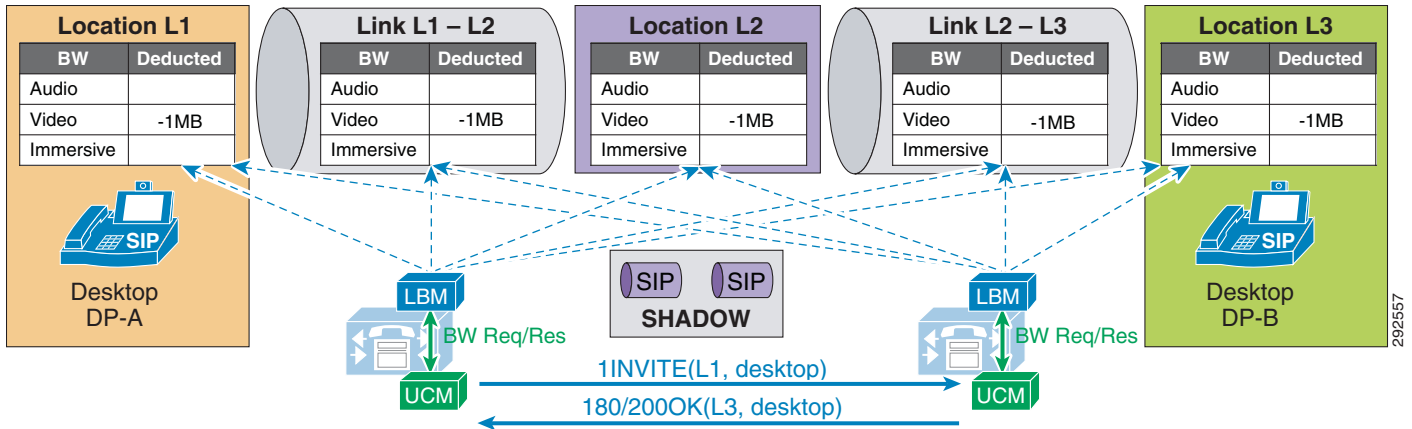 Location L1
BW Deducted
Audio
Video -1MB
Immersive
SIP
Desktop
DP-A
Link L1 – L2
BW Deducted
Audio
Video -1MB
Immersive
Location L2
BW Deducted
Audio
Video -1MB
Immersive
Link L2 – L3
BW Deducted
Audio
Video -1MB
Immersive
Location L3
BW Deducted
Audio
Video -1MB
Immersive
SIP
Desktop
DP-B
LBM
BW Req/Res
UCM
SIP SIP
SHADOW
LBM
BW Req/Res
UCM
1INVITE(L1, desktop)
180/200OK(L3, desktop)
292557